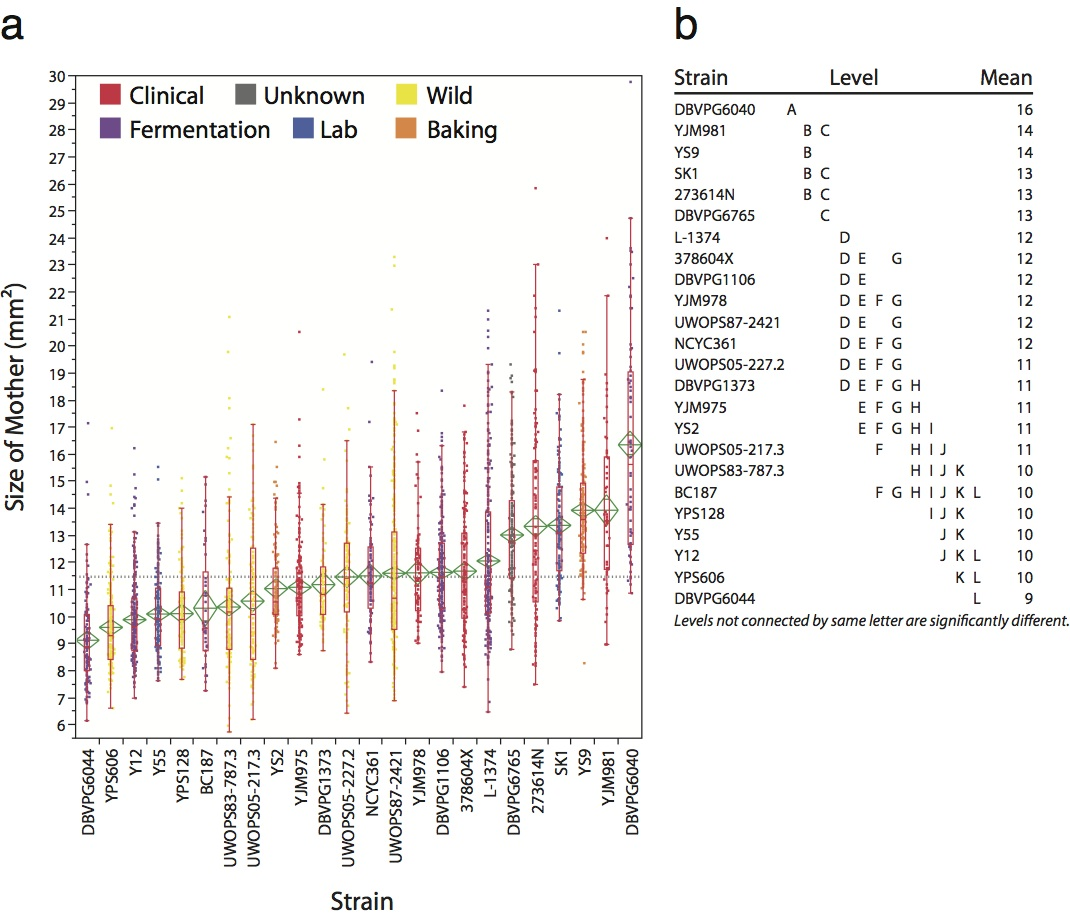 a
30
29
28
27
26
25
24
23
22
21
20
19
18
17
16
15
14
13
12
11
10
9
8
7
6
Size of Mother (mm²)
Clinical Unknown Wild
Fermentation Lab Baking
DBVPG6044
YPS606
Y12
Y55
YPS128
BC187
UWOPS83-787.3
UWOPS05-217.3
YS2
YJM975
DBVPG1373
UWOPS05-227.2
NCYC361
UWOPS87-2421
YJM978
DBVPG1106
378604X
L-1374
DBVPG6765
273614N
SK1
YS9
YJM981
DBVPG6040
Strain
b
Strain Level Mean
DBVPG6040 A 16
YJM981 B C 14
YS9 B 14
SK1 B C 13
273614N B C 13
DBVPG6765 C 13
L-1374 D 12
378604X D E G 12
DBVPG1106 D E 12
YJM978 D E F G 12
UWOPS87-2421 D E G 12
NCYC361 D E F G 12
UWOPS05-227.2 D E F G 11
DBVPG1373 D E F G H 11
YJM975 E F G H 11
YS2 E F G H I 11
UWOPS05-217.3 F H I J 11
UWOPS83-787.3 H I J K 10
BC187 F G H I J K L 10
YPS128 I J K 10
Y55 J K 10
Y12 J K L 10
YPS606 K L 10
DBVPG6044 L 9
Levels not connected by same letter are significantly different.